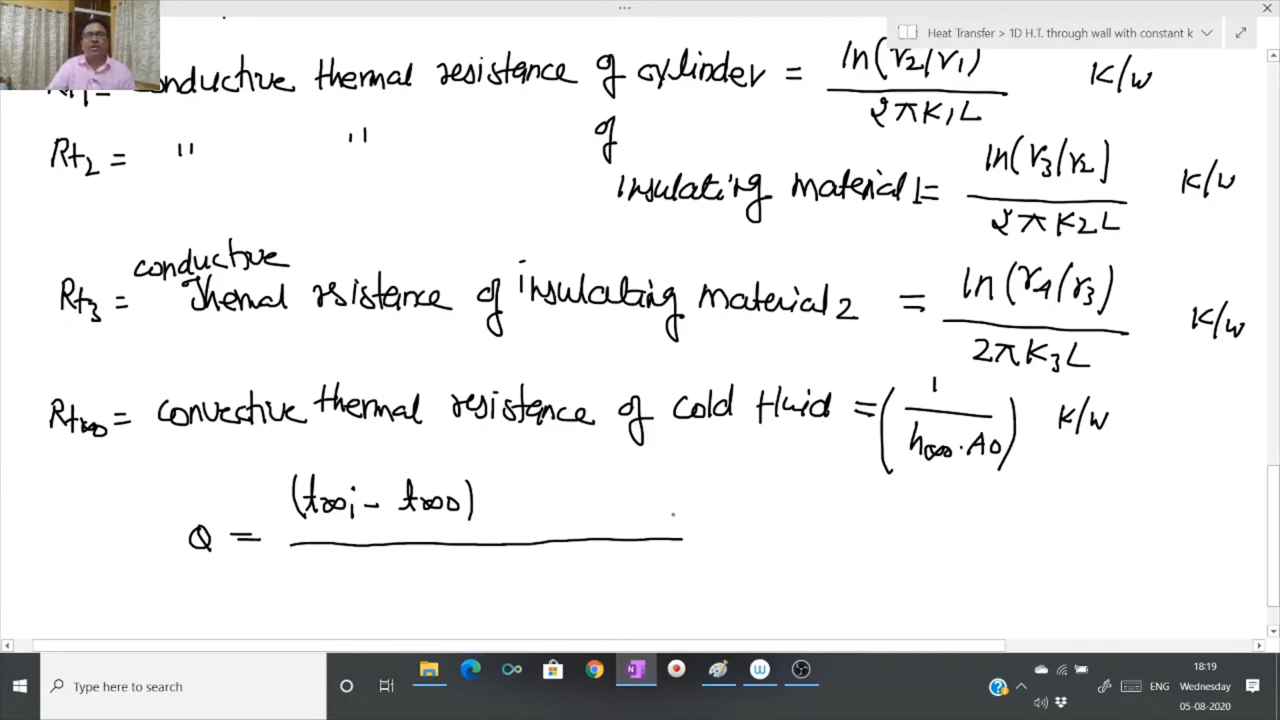 Heat Transfer > 1D H.T. through wall with constant k
conductive thermal resistance of cylinder = ln(r2/r1) / 2πK1L K/W
Rt2 = " " of
insulating material 1 = ln(r3/r2) / 2πK2L K/W
conductive
Rt3 = Thermal resistance of insulating material 2 = ln(r4/r3) / 2πK3L K/W
Rt∞o = convective thermal resistance of cold fluid = (1 / h∞o · Ao) K/W
Q = (t∞i - t∞o)
Type here to search
ENG
18:19
Wednesday
05-08-2020